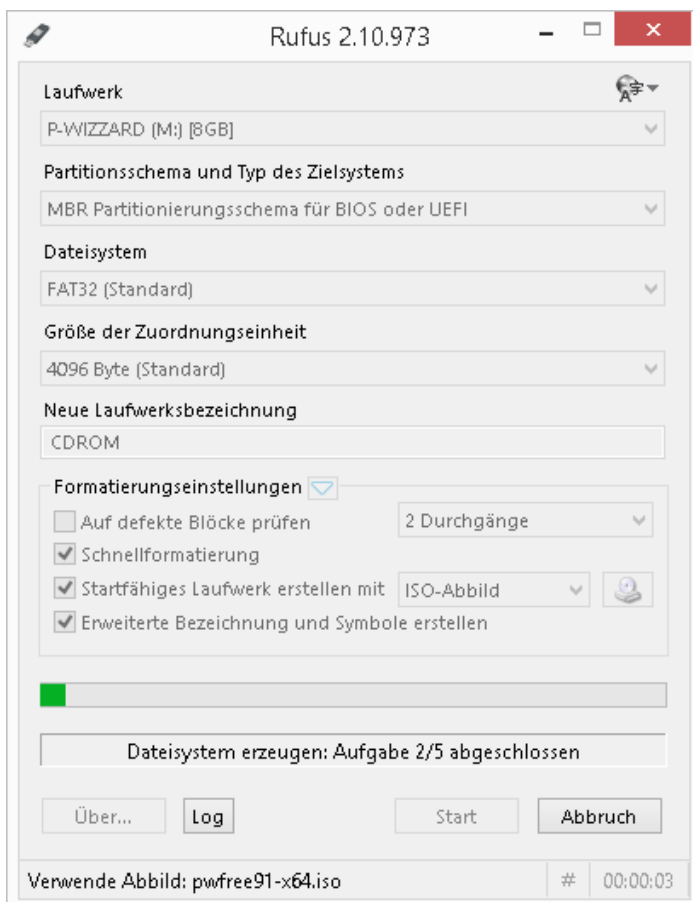 Rufus 2.10.973
Laufwerk
P-WIZZARD (M:) [8GB]
Partitionsschema und Typ des Zielsystems
MBR Partitionierungsschema für BIOS oder UEFI
Dateisystem
FAT32 (Standard)
Größe der Zuordnungseinheit
4096 Byte (Standard)
Neue Laufwerksbezeichnung
CDROM
Formatierungseinstellungen
Auf defekte Blöcke prüfen 2 Durchgänge
Schnellformatierung
Startfähiges Laufwerk erstellen mit ISO-Abbild
Erweiterte Bezeichnung und Symbole erstellen
Dateisystem erzeugen: Aufgabe 2/5 abgeschlossen
Über... Log Start Abbruch
Verwende Abbild: pwfree91-x64.iso # 00:00:03